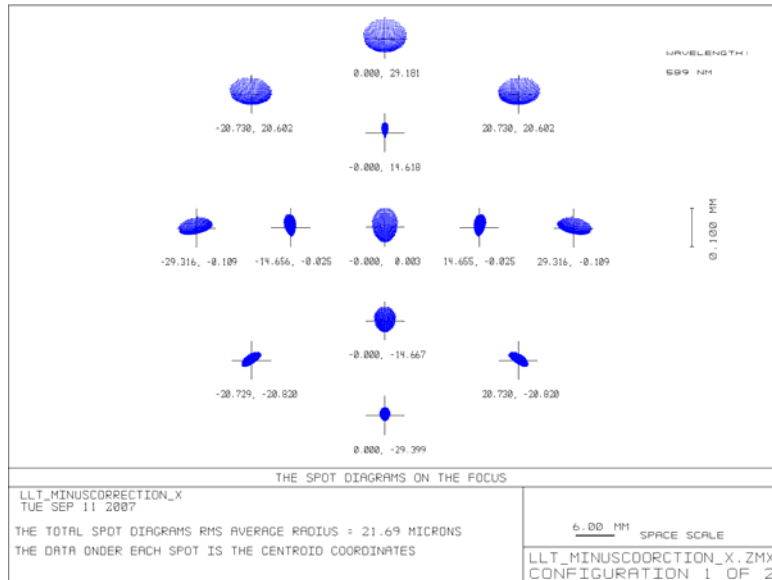 0.000, 29.181
WAVELENGTH:
589 NM
-20.730, 20.602
20.730, 20.602
-0.000, 14.618
0.100 MM
-29.316, -0.109
-14.656, -0.025
-0.000, 0.003
14.655, -0.025
29.316, -0.109
-0.000, -14.667
-20.729, -20.820
20.730, -20.820
0.000, -29.399
THE SPOT DIAGRAMS ON THE FOCUS
LLT_MINUSCORRECTION_X
TUE SEP 11 2007
THE TOTAL SPOT DIAGRAMS RMS AVERAGE RADIUS = 21.69 MICRONS
THE DATA ONDER EACH SPOT IS THE CENTROID COORDINATES
6.00 MM SPACE SCALE
LLT_MINUSCOORCTION_X.ZMX
CONFIGURATION 1 OF 2